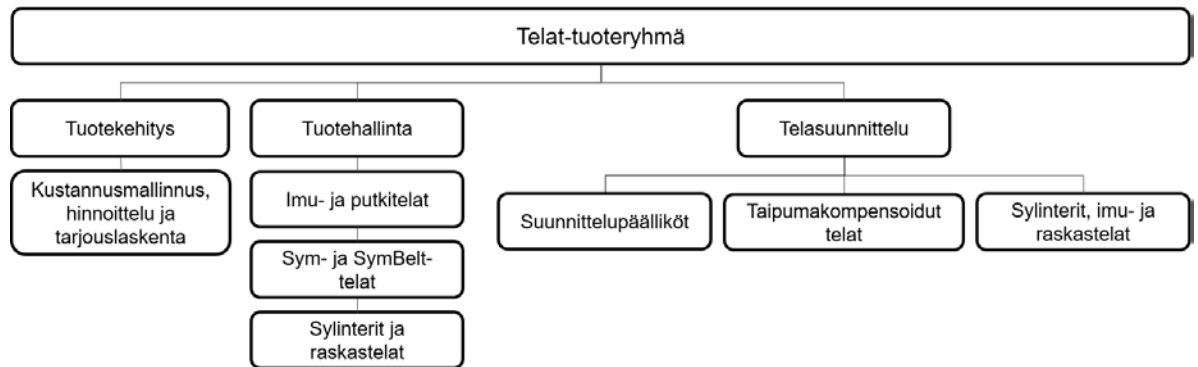 Telat-tuoteryhmä
Tuotekehitys
Tuotehallinta
Telasuunnittelu
Kustannusmallinnus,
hinnoittelu ja
tarjouslaskenta
Imu- ja putkitelat
Sym- ja SymBelt-
telat
Sylinterit ja
raskastelat
Suunnittelupäälliköt
Taipumakompensoidut
telat
Sylinterit, imu- ja
raskastelat